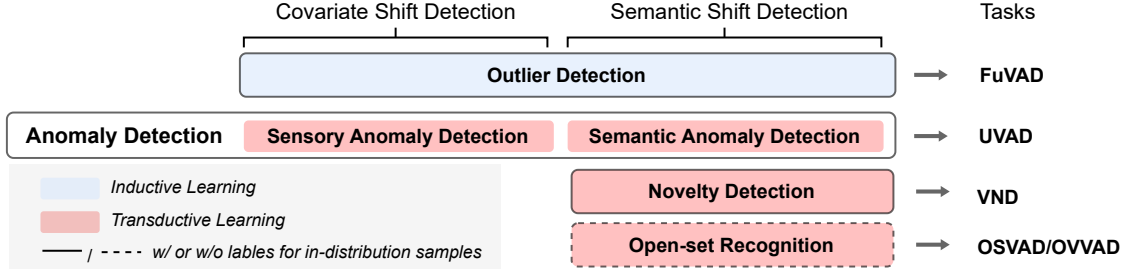 Covariate Shift Detection Semantic Shift Detection Tasks
Outlier Detection FuVAD
Anomaly Detection Sensory Anomaly Detection Semantic Anomaly Detection UVAD
Inductive Learning
Novelty Detection VND
Transductive Learning
/ w/ or w/o lables for in-distribution samples
Open-set Recognition OSVAD/OVVAD